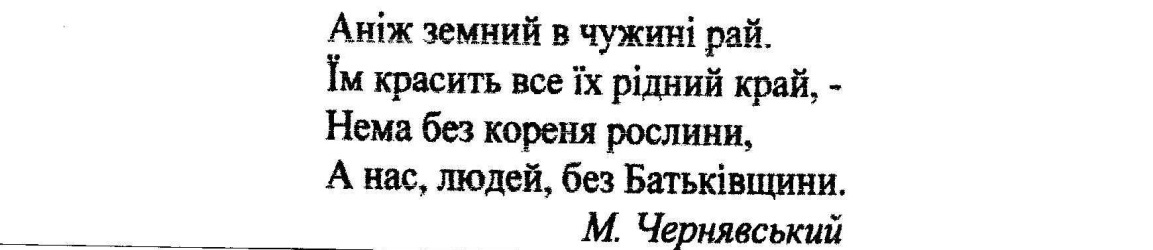 Аніж земний в чужині рай.
Їм красить все їх рідний край, -
Нема без кореня рослини,
А нас, людей, без Батьківщини.
М. Чернявський